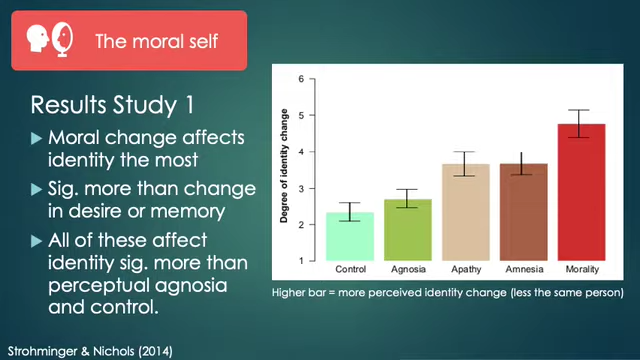 The moral self
Results Study 1
Moral change affects
identity the most
Sig. more than change
in desire or memory
All of these affect
identity sig. more than
perceptual agnosia
and control.
Strohminger & Nichols (2014)
Degree of identity change
6
5
4
3
2
1
Control Agnosia Apathy Amnesia Morality
Higher bar = more perceived identity change (less the same person)